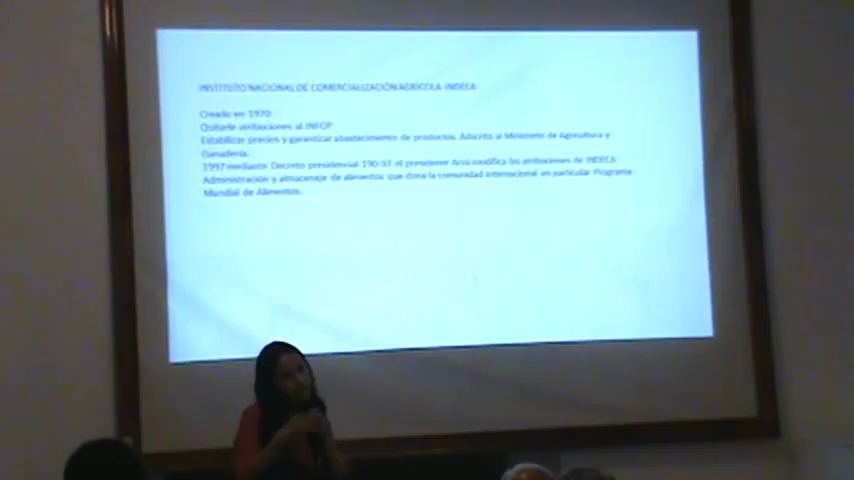 INSTITUTO NACIONAL DE COMERCIALIZACIÓN AGRICOLA INDECA
Creado en 1970
Quitarle atribuciones al INFOP
Estabilizar precios y garantizar abastecimiento de productos. Adscrito al Ministerio de Agricultura y
Ganadería.
1997 mediante Decreto presidencial 190-97 el presidente Arzú modifica las atribuciones de INDECA
Administración y almacenaje de alimentos que dona la comunidad internacional en particular Programa
Mundial de Alimentos.